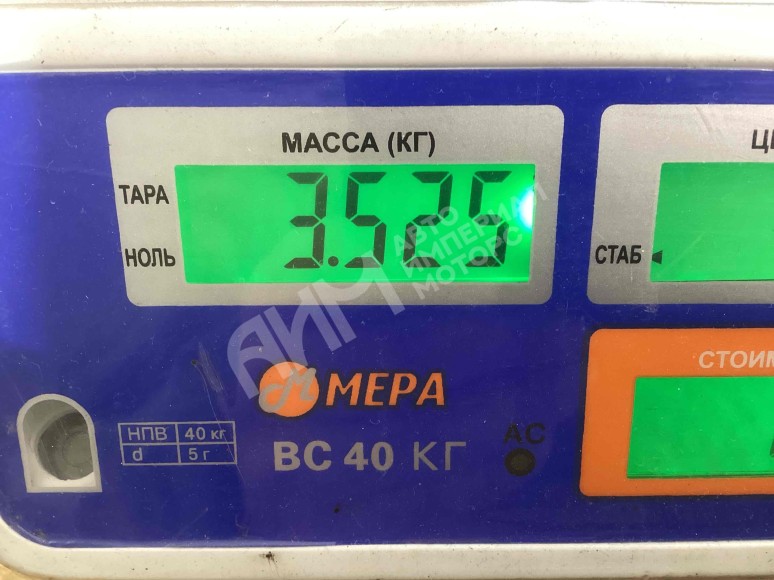 МАССА (КГ)
ТАРА
3.525
НОЛЬ
СТАБ
АИМ
АВТО
ИМПЕРИАЛ
МОТОРС
МЕРА
НПВ 40 кг
d 5 г
ВС 40 КГ
АС